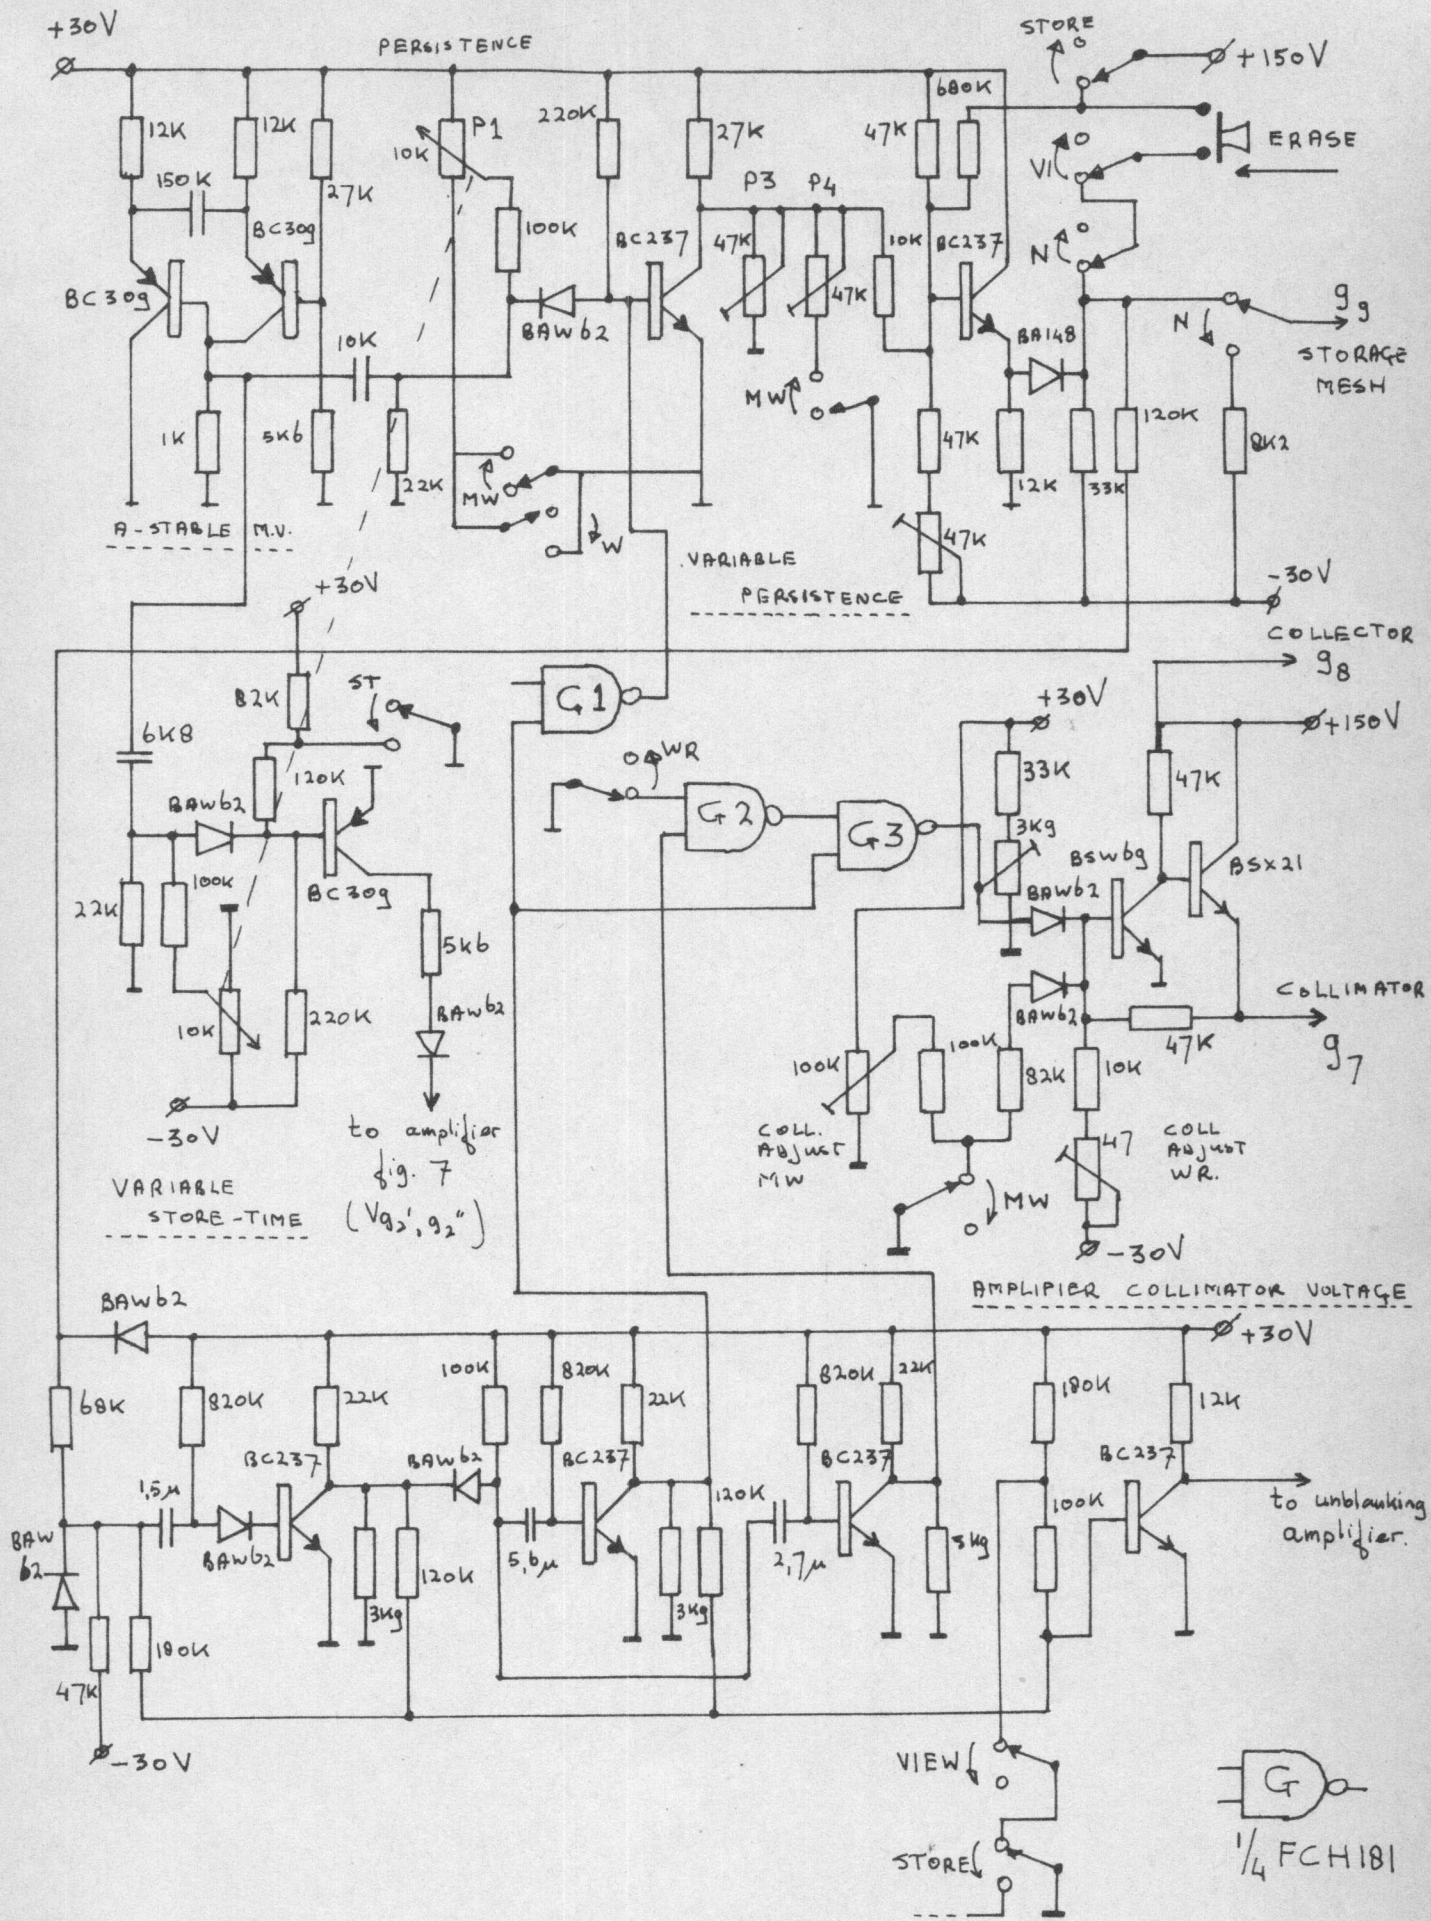 +30V
PERSISTENCE
STORE
+150V
12K
12K
27K
150K
P1
10K
220K
27K
47K
680K
ERASE
VI
BC309
BC309
100K
BC237
P3
P4
47K
47K
10K
BC237
N
BAW62
BA148
N
g9
STORAGE
MESH
10K
1K
5K6
22K
MW
W
MW
47K
12K
33K
120K
8K2
47K
A-STABLE M.V.
VARIABLE
PERSISTENCE
-30V
+30V
COLLECTOR
g8
82K
ST
G1
+30V
+150V
6K8
120K
WR
33K
47K
BAW62
G2
G3
3K9
BSW69
BSX21
22K
100K
BC309
BAW62
5K6
10K
220K
BAW62
BAW62
COLLIMATOR
47K
g7
100K
100K
82K
10K
-30V
to amplifier
fig. 7
(Vg2', g2")
COLL.
ADJUST
MW
47
COLL
ADJUST
WR.
MW
-30V
VARIABLE
STORE-TIME
AMPLIFIER COLLIMATOR VOLTAGE
BAW62
+30V
68K
820K
22K
100K
820K
22K
820K
22K
180K
12K
BC237
BAW62
BC237
BC237
BC237
1,5μ
120K
100K
to unblanking
amplifier.
BAW
62
BAW62
5,6μ
2,7μ
3K9
120K
3K9
3K9
180K
47K
-30V
VIEW
STORE
G
1/4 FCH181